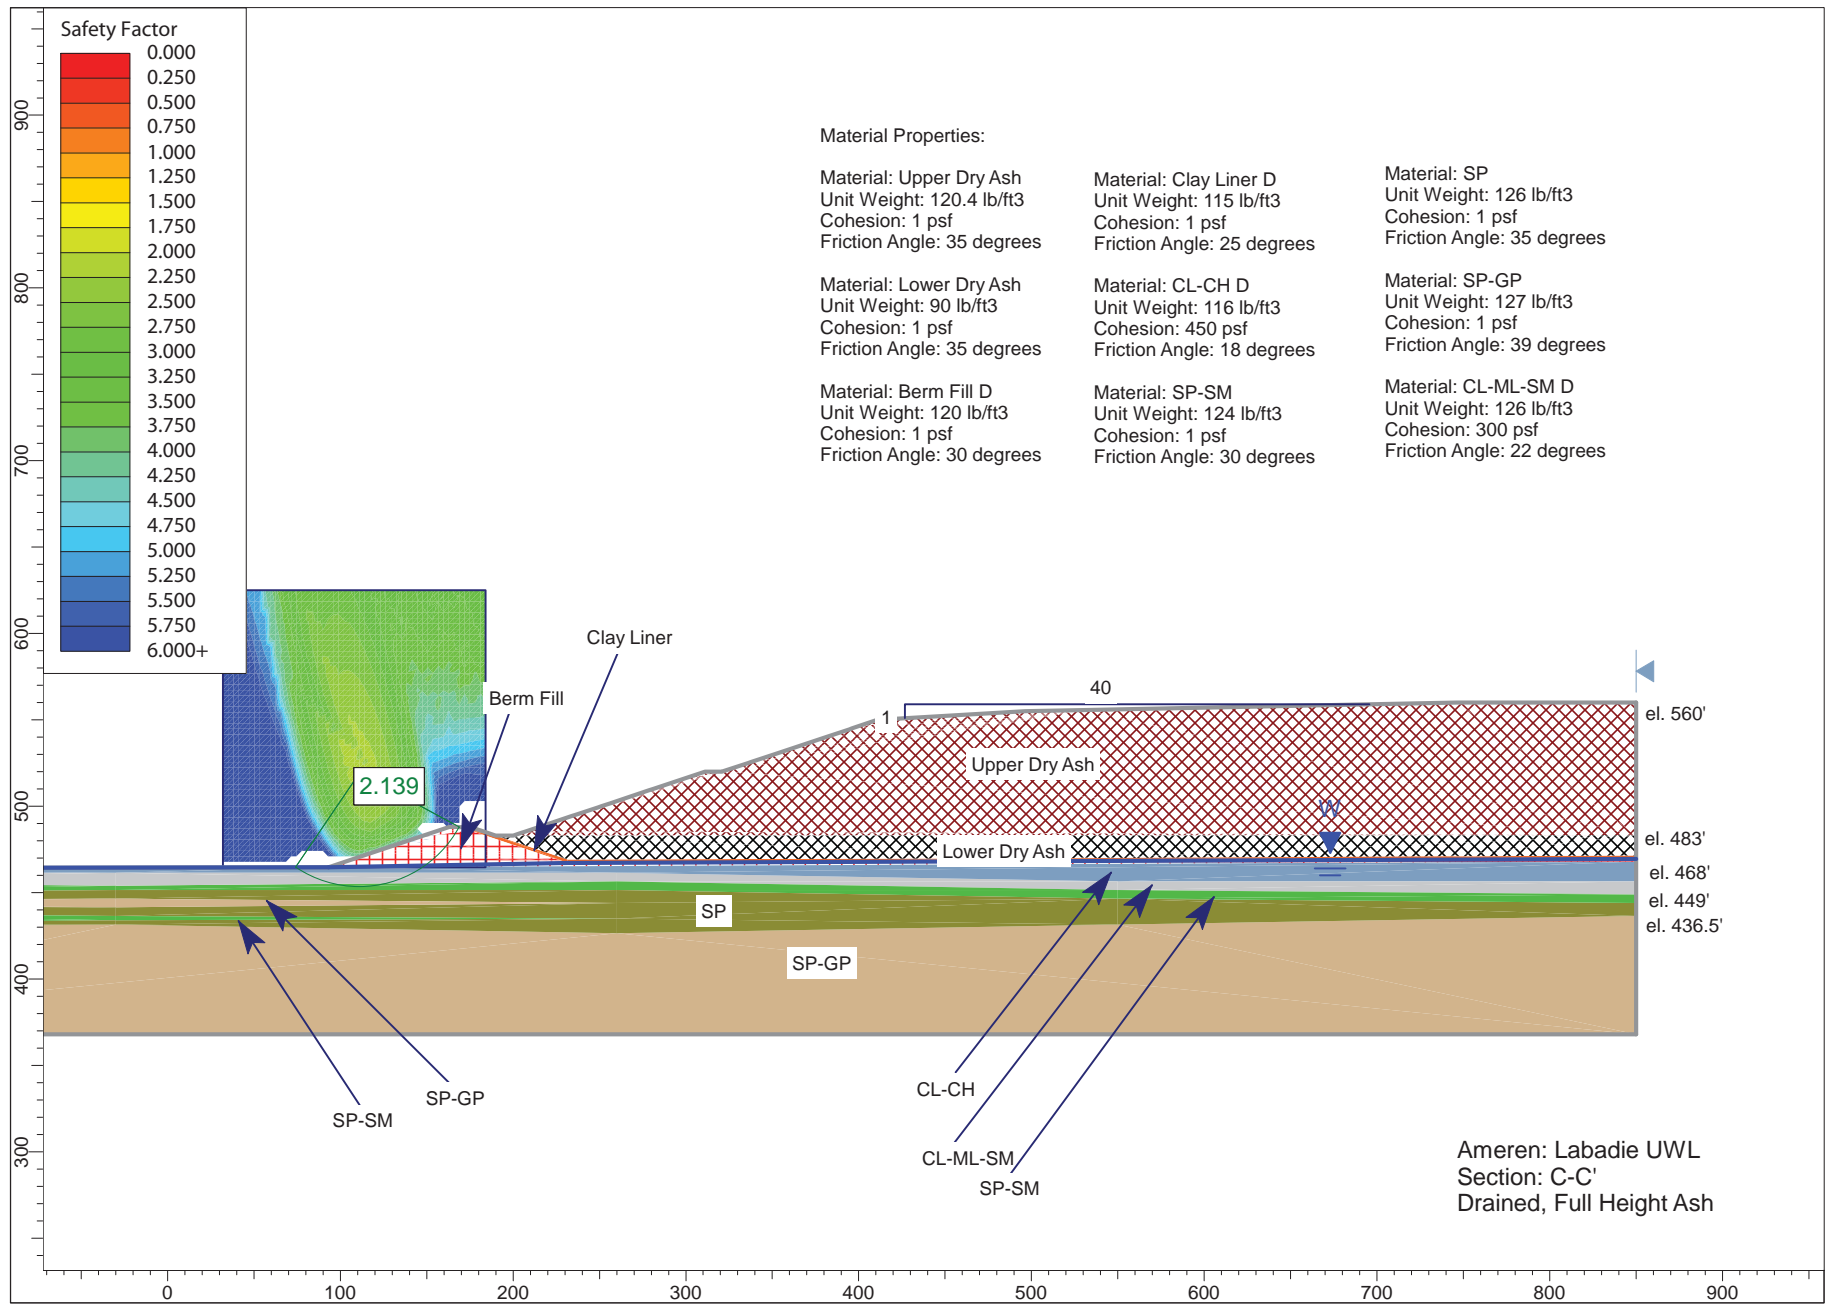 Safety Factor
0.000
0.250
0.500
0.750
1.000
1.250
1.500
1.750
2.000
2.250
2.500
2.750
3.000
3.250
3.500
3.750
4.000
4.250
4.500
4.750
5.000
5.250
5.500
5.750
6.000+
Material Properties:
Material: Upper Dry Ash
Unit Weight: 120.4 lb/ft3
Cohesion: 1 psf
Friction Angle: 35 degrees
Material: Lower Dry Ash
Unit Weight: 90 lb/ft3
Cohesion: 1 psf
Friction Angle: 35 degrees
Material: Berm Fill D
Unit Weight: 120 lb/ft3
Cohesion: 1 psf
Friction Angle: 30 degrees
Material: Clay Liner D
Unit Weight: 115 lb/ft3
Cohesion: 1 psf
Friction Angle: 25 degrees
Material: CL-CH D
Unit Weight: 116 lb/ft3
Cohesion: 450 psf
Friction Angle: 18 degrees
Material: SP-SM
Unit Weight: 124 lb/ft3
Cohesion: 1 psf
Friction Angle: 30 degrees
Material: SP
Unit Weight: 126 lb/ft3
Cohesion: 1 psf
Friction Angle: 35 degrees
Material: SP-GP
Unit Weight: 127 lb/ft3
Cohesion: 1 psf
Friction Angle: 39 degrees
Material: CL-ML-SM D
Unit Weight: 126 lb/ft3
Cohesion: 300 psf
Friction Angle: 22 degrees
900
800
700
600
500
400
300
Clay Liner
Berm Fill
40
1
2.139
Upper Dry Ash
W
Lower Dry Ash
el. 560'
el. 483'
el. 468'
el. 449'
el. 436.5'
SP
SP-GP
SP-GP
SP-SM
CL-CH
CL-ML-SM
SP-SM
Ameren: Labadie UWL
Section: C-C'
Drained, Full Height Ash
0
100
200
300
400
500
600
700
800
900